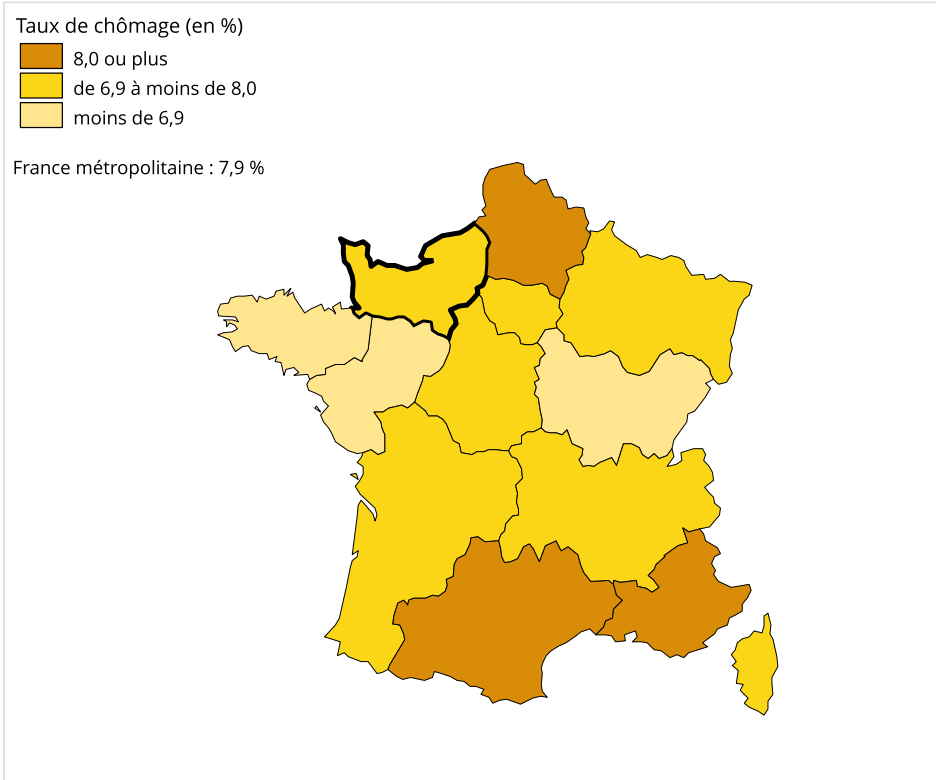 Taux de chômage (en %)
8,0 ou plus
de 6,9 à moins de 8,0
moins de 6,9
France métropolitaine : 7,9 %